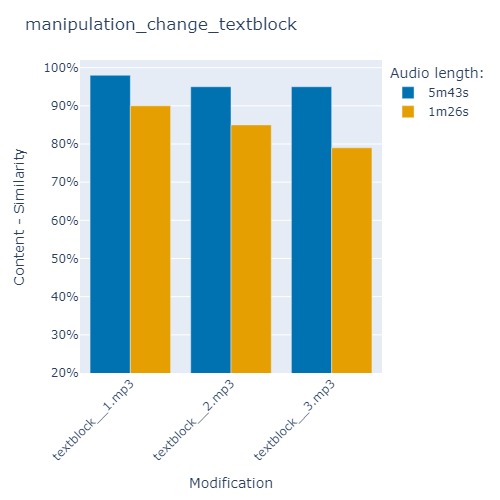 manipulation_change_textblock
Audio length:
5m43s
1m26s
Content - Similarity
100%
90%
80%
70%
60%
50%
40%
30%
20%
textblock__1.mp3
textblock__2.mp3
textblock__3.mp3
Modification